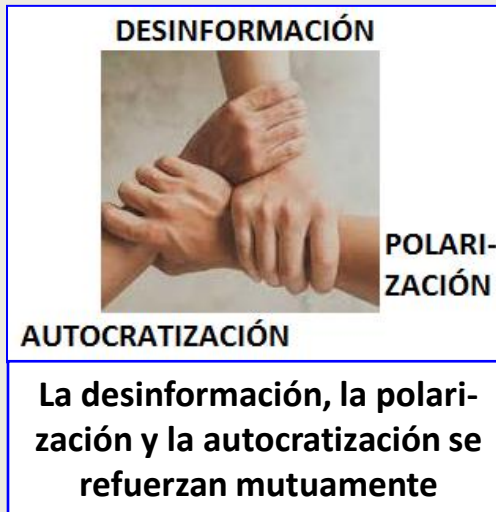 DESINFORMACIÓN
POLARI-
ZACIÓN
AUTOCRATIZACIÓN
La desinformación, la polari-
zación y la autocratización se
refuerzan mutuamente